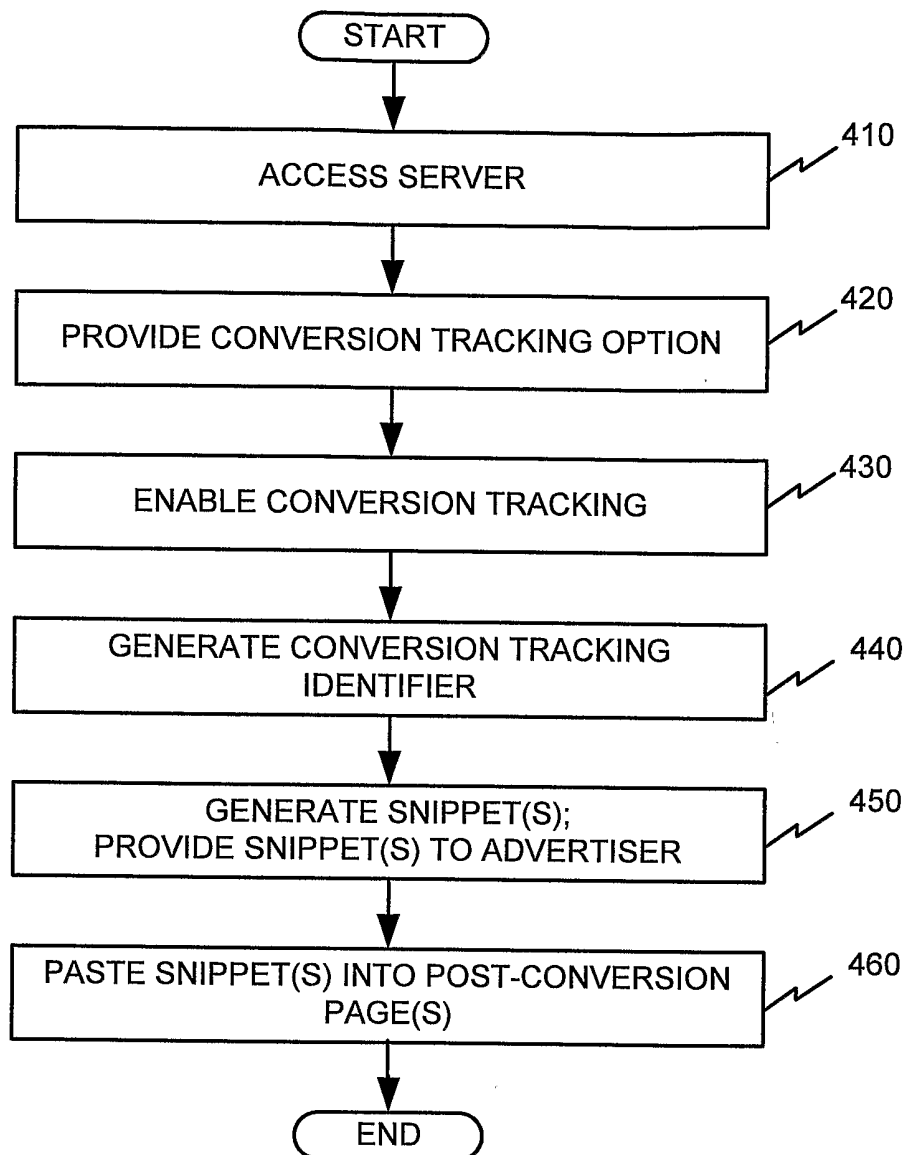 START
410
ACCESS SERVER
420
PROVIDE CONVERSION TRACKING OPTION
430
ENABLE CONVERSION TRACKING
440
GENERATE CONVERSION TRACKING
IDENTIFIER
450
GENERATE SNIPPET(S);
PROVIDE SNIPPET(S) TO ADVERTISER
460
PASTE SNIPPET(S) INTO POST-CONVERSION
PAGE(S)
END